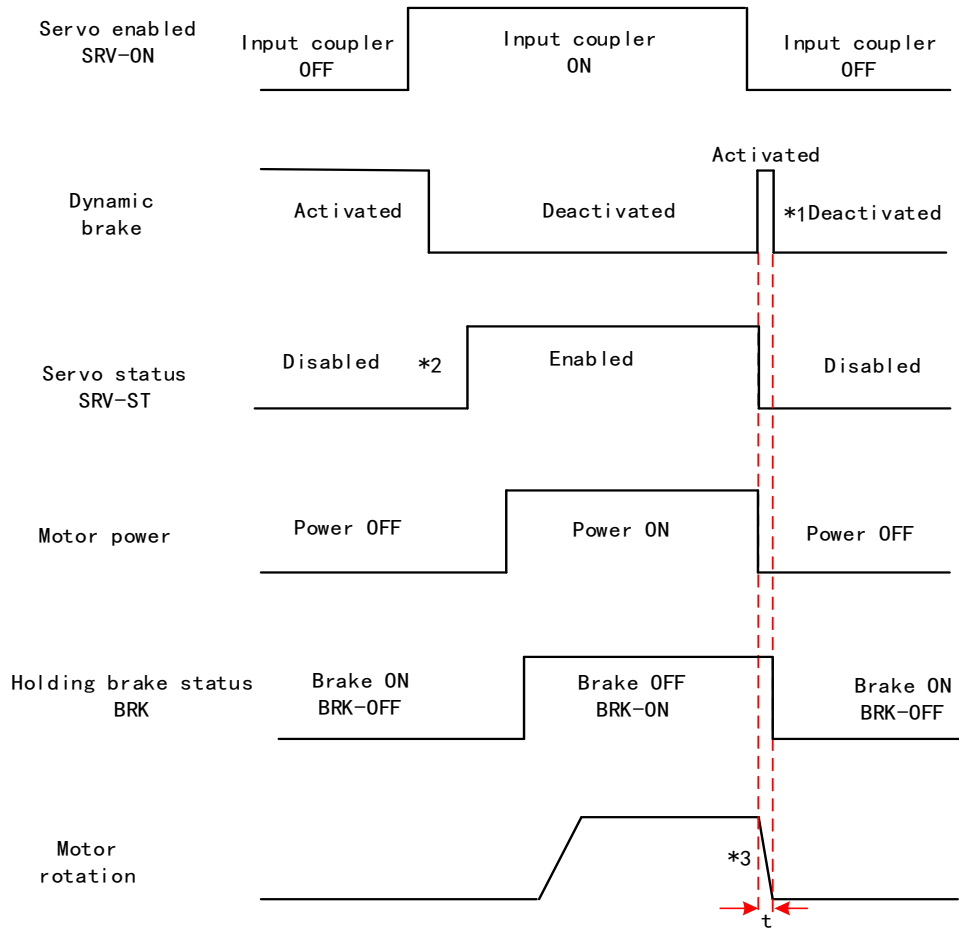 Servo enabled
SRV-ON
Input coupler
OFF
Input coupler
ON
Input coupler
OFF
Dynamic
brake
Activated
Deactivated
Activated
*1Deactivated
Servo status
SRV-ST
Disabled
*2
Enabled
Disabled
Motor power
Power OFF
Power ON
Power OFF
Holding brake status
BRK
Brake ON
BRK-OFF
Brake OFF
BRK-ON
Brake ON
BRK-OFF
Motor
rotation
*3
t